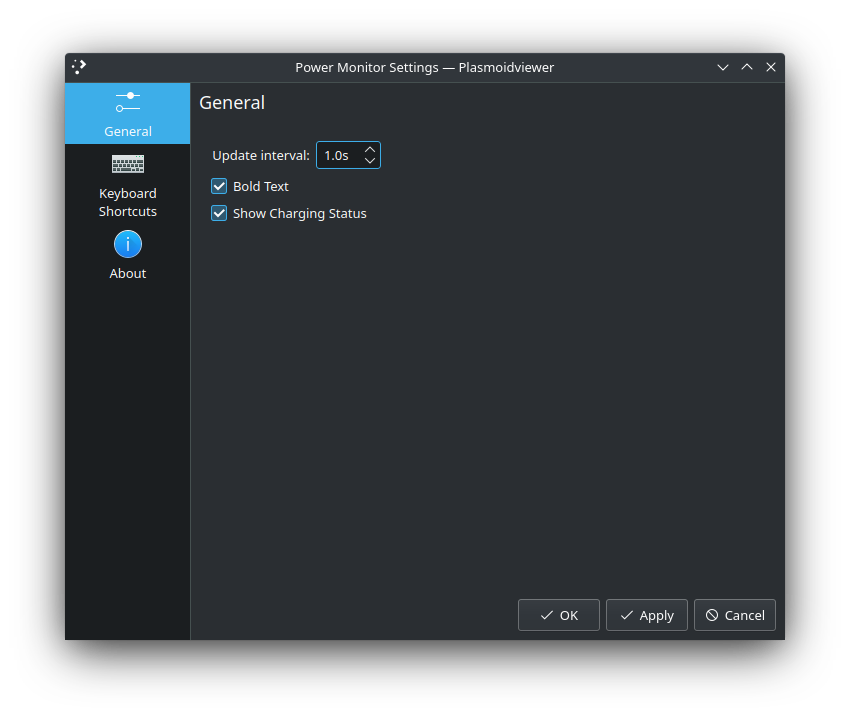 Power Monitor Settings — Plasmoidviewer
General
Keyboard
Shortcuts
About
General
Update interval: 1.0s
Bold Text
Show Charging Status
OK
Apply
Cancel